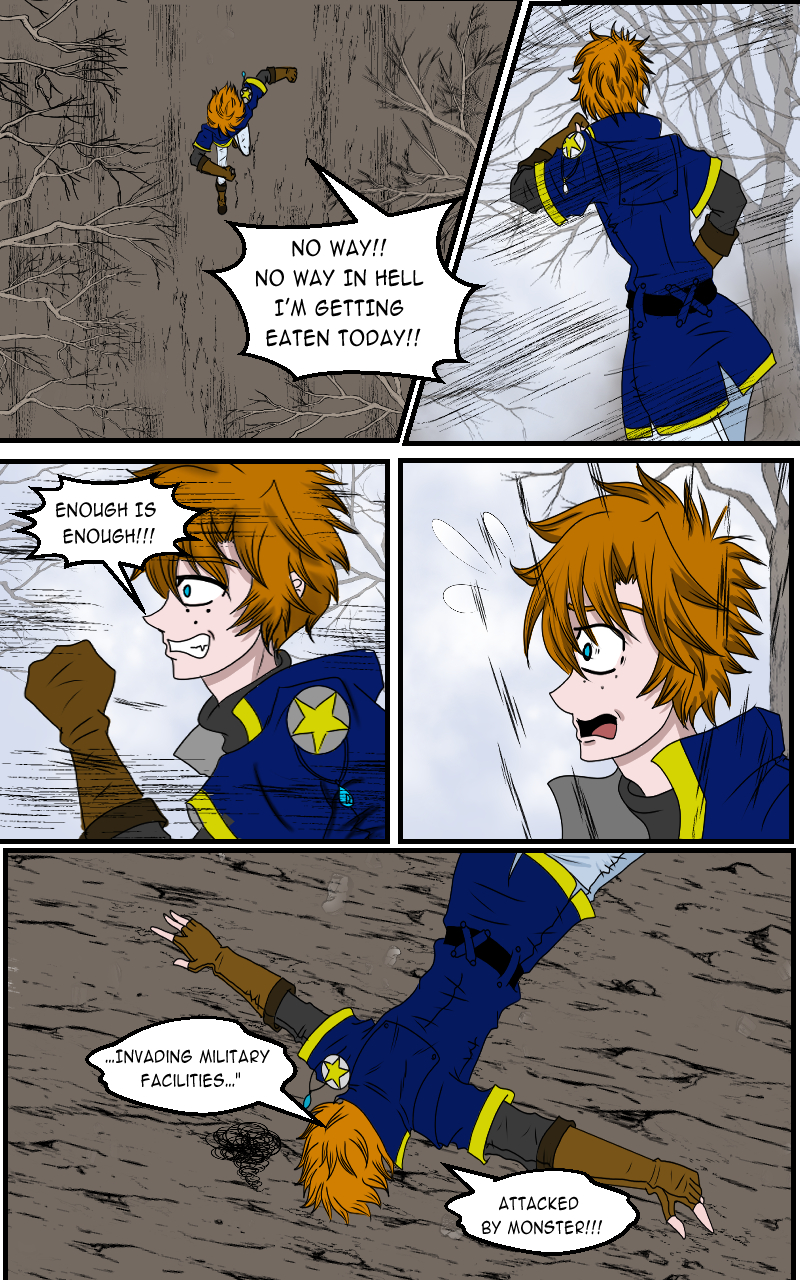 NO WAY!!
NO WAY IN HELL
I'M GETTING
EATEN TODAY!!
ENOUGH IS
ENOUGH!!!
...INVADING MILITARY
FACILITIES..."
ATTACKED
BY MONSTER!!!